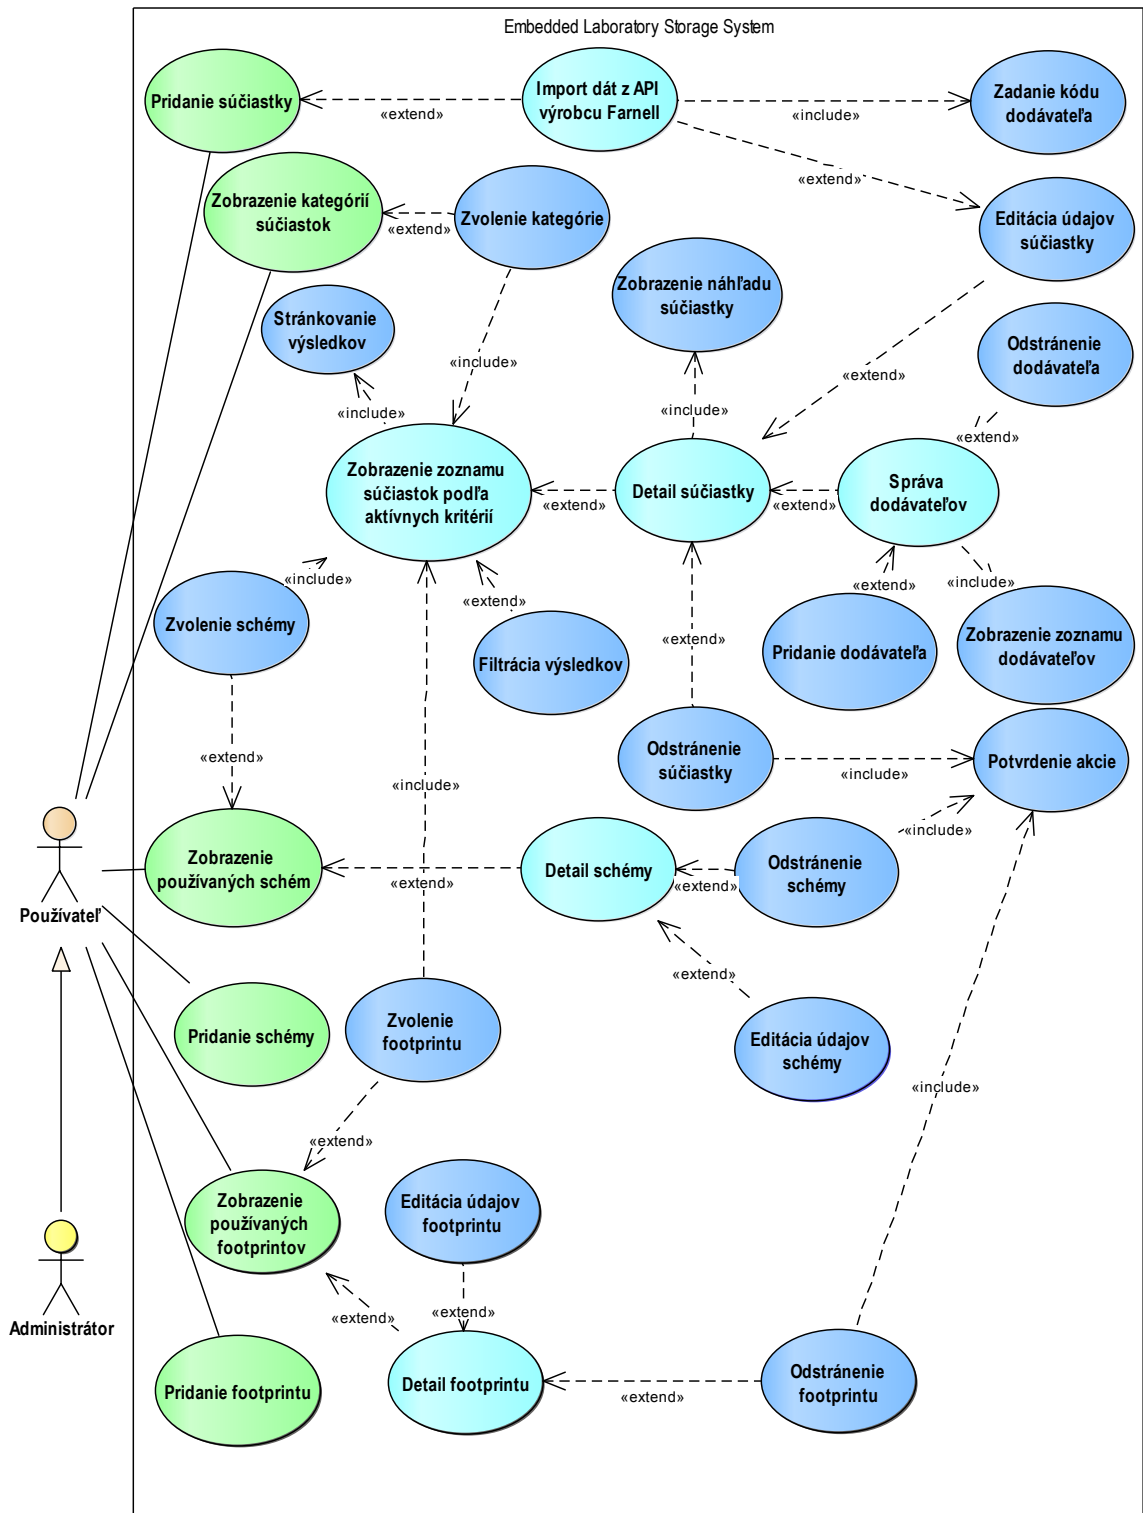 Embedded Laboratory Storage System
Pridanie súčiastky
«extend»
Import dát z API
výrobcu Farnell
«include»
Zadanie kódu
dodávateľa
«extend»
Zobrazenie kategórií
súčiastok
«extend»
Zvolenie kategórie
Editácia údajov
súčiastky
Zobrazenie náhľadu
súčiastky
Stránkovanie
výsledkov
«include»
Odstránenie
dodávateľa
«extend»
«include»
«include»
«extend»
Zobrazenie zoznamu
súčiastok podľa
aktívnych kritérií
«extend»
Detail súčiastky
«extend»
Správa
dodávateľov
«include»
«extend»
«extend»
«include»
Zvolenie schémy
Filtrácia výsledkov
«extend»
Pridanie dodávateľa
Zobrazenie zoznamu
dodávateľov
«extend»
«include»
Odstránenie
súčiastky
«include»
Potvrdenie akcie
«include»
Používateľ
Zobrazenie
používaných schém
«extend»
Detail schémy
«extend»
Odstránenie
schémy
«extend»
Pridanie schémy
Zvolenie
footprintu
Editácia údajov
schémy
«include»
«extend»
Zobrazenie
používaných
footprintov
Editácia údajov
footprintu
Administrátor
«extend»
«extend»
Pridanie footprintu
Detail footprintu
«extend»
Odstránenie
footprintu